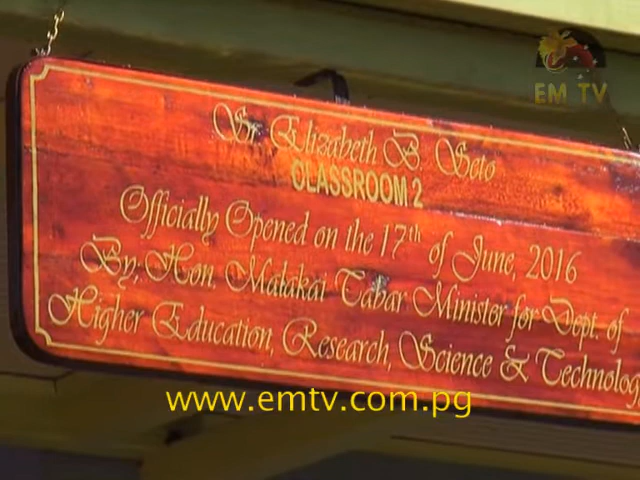 EM TV
Sr Elizabeth B. Seto
CLASSROOM 2
Officially Opened on the 17th of June, 2016
By; Hon. Malakai Tabar Minister for Dept. of
Higher Education, Research, Science & Technology
www.emtv.com.pg